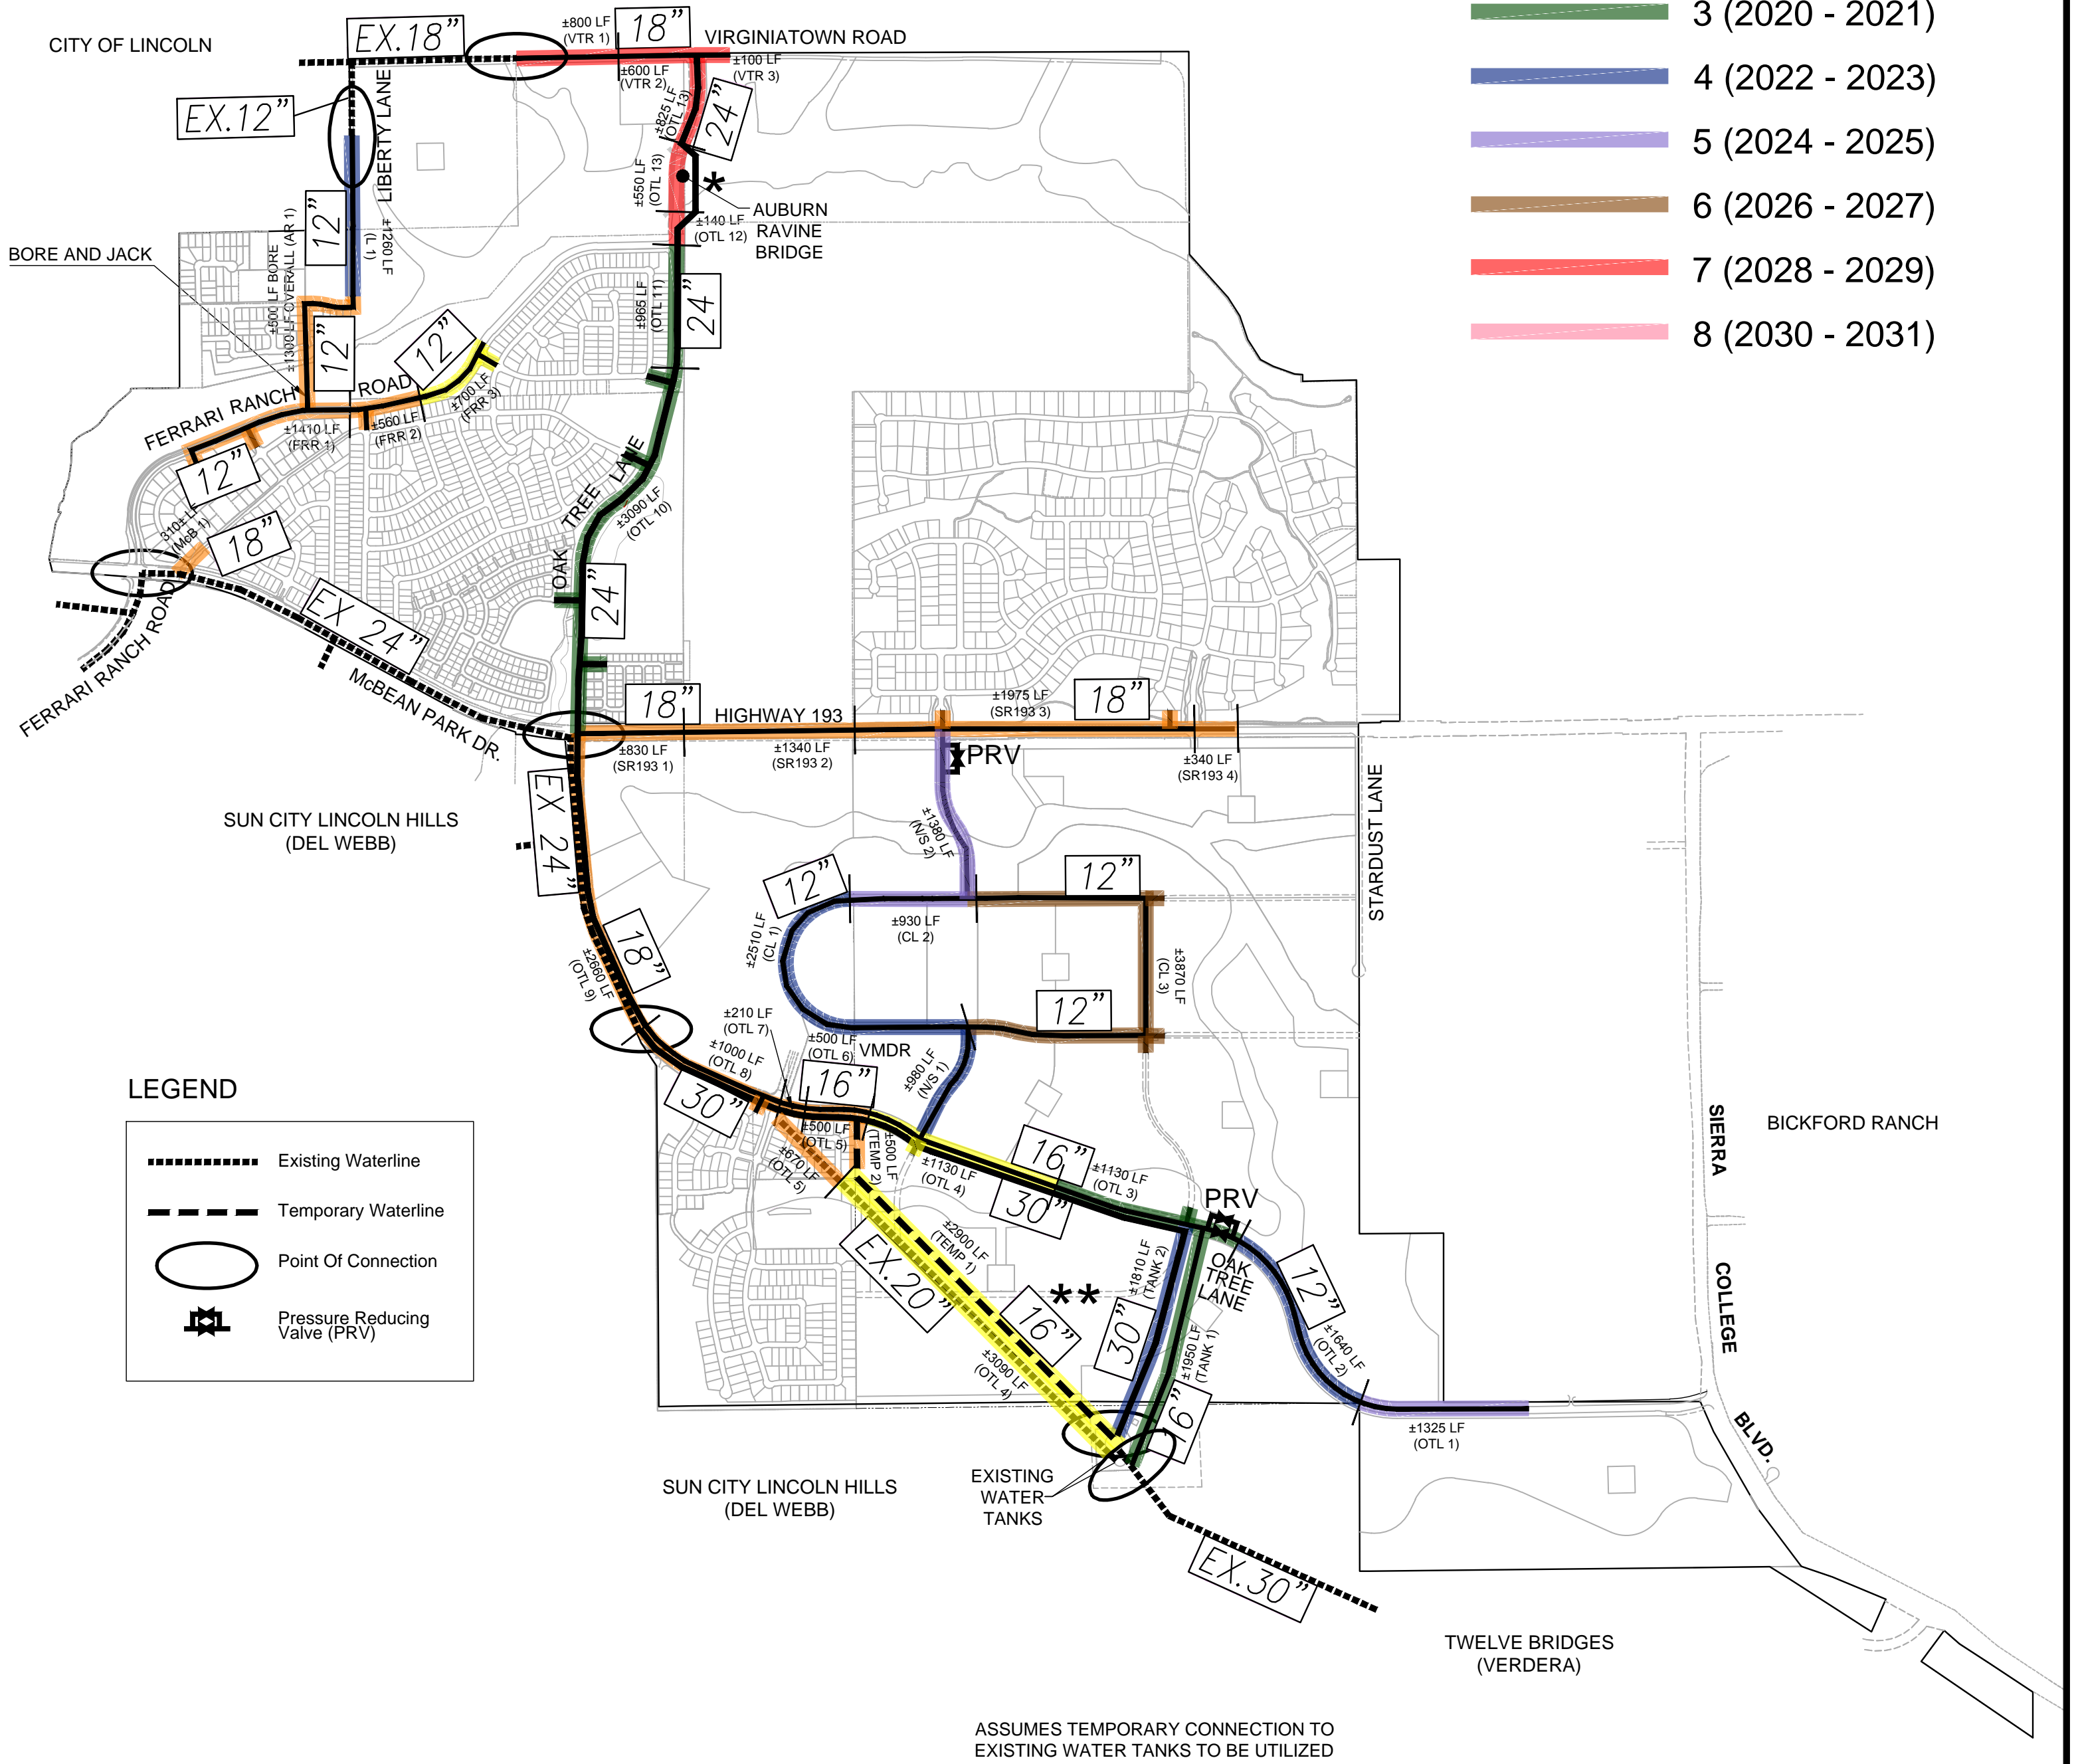 3 (2020 - 2021)
4 (2022 - 2023)
5 (2024 - 2025)
6 (2026 - 2027)
7 (2028 - 2029)
8 (2030 - 2031)
CITY OF LINCOLN
EX.18”
±800 LF
(VTR 1)
18”
VIRGINIATOWN ROAD
±600 LF
(VTR 2)
±100 LF
(VTR 3)
EX.12”
LIBERTY LANE
±825 LF
(OTL 13)
24”
±550 LF
(OTL 13)
*
AUBURN
RAVINE
BRIDGE
±140 LF
(OTL 12)
12”
±1260 LF
(L 1)
BORE AND JACK
±500 LF BORE
±1300 LF OVERALL (AR 1)
12”
12”
±965 LF
(OTL 11)
24”
FERRARI RANCH ROAD
±700 LF
(FRR 3)
±1410 LF
(FRR 1)
±560 LF
(FRR 2)
12”
310± LF
(McB 1)
18”
OAK TREE LANE
±3090 LF
(OTL 10)
24”
EX 24”
FERRARI RANCH ROAD
McBEAN PARK DR.
18”
HIGHWAY 193
±1975 LF
(SR193 3)
18”
±830 LF
(SR193 1)
±1340 LF
(SR193 2)
PRV
±340 LF
(SR193 4)
EX 24”
SUN CITY LINCOLN HILLS
(DEL WEBB)
±1380 LF
(N/S 2)
STARDUST LANE
12”
12”
±930 LF
(CL 2)
±2510 LF
(CL 1)
±3870 LF
(CL 3)
12”
18”
±2660 LF
(OTL 9)
±210 LF
(OTL 7)
±1000 LF
(OTL 8)
±500 LF
(OTL 6)
VMDR
±980 LF
(N/S 1)
16”
30”
±500 LF
(OTL 5)
±670 LF
(OTL 5)
±500 LF
(TEMP 2)
±1130 LF
(OTL 4)
16”
±1130 LF
(OTL 3)
30”
PRV
SIERRA
COLLEGE
BLVD.
BICKFORD RANCH
LEGEND
Existing Waterline
Temporary Waterline
Point Of Connection
Pressure Reducing
Valve (PRV)
EX.20”
±2900 LF
(TEMP 1)
16”
±3090 LF
(OTL 4)
**
±1810 LF
(TANK 2)
30”
OAK
TREE
LANE
±1950 LF
(TANK 1)
16”
12”
±1640 LF
(OTL 2)
±1325 LF
(OTL 1)
EXISTING
WATER
TANKS
SUN CITY LINCOLN HILLS
(DEL WEBB)
EX.30”
TWELVE BRIDGES
(VERDERA)
ASSUMES TEMPORARY CONNECTION TO
EXISTING WATER TANKS TO BE UTILIZED